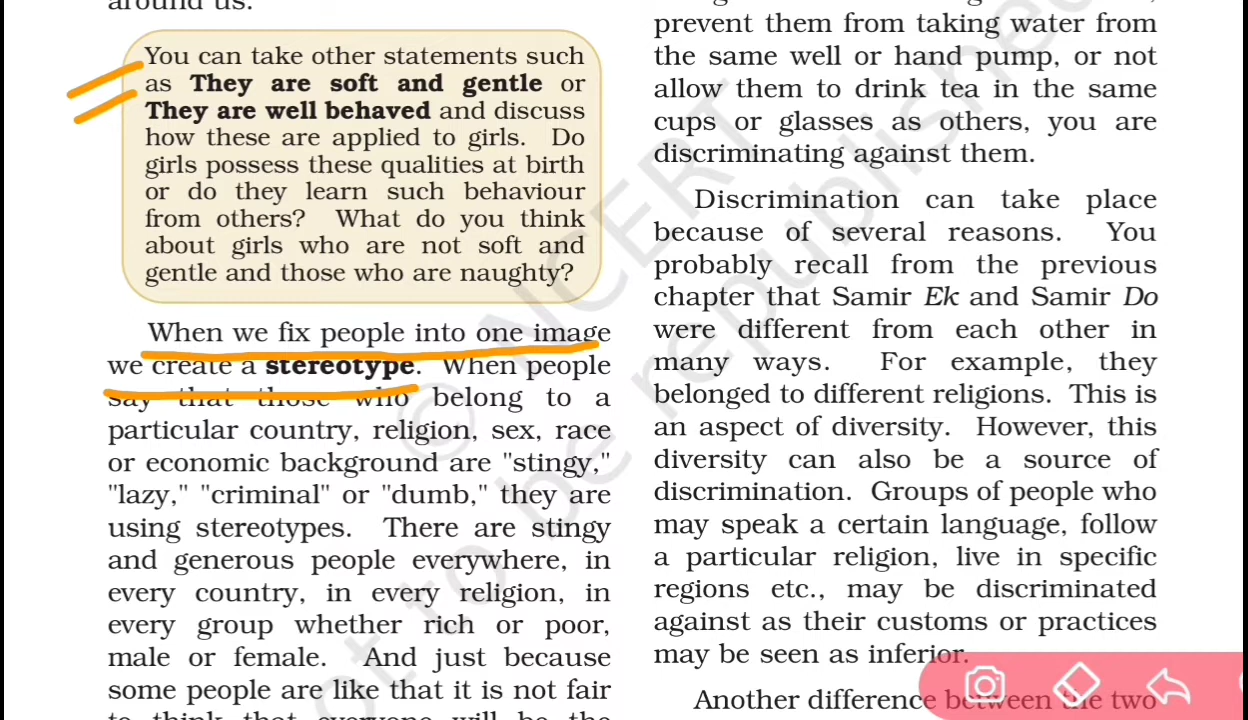 around us.
You can take other statements such
as They are soft and gentle or
They are well behaved and discuss
how these are applied to girls. Do
girls possess these qualities at birth
or do they learn such behaviour
from others? What do you think
about girls who are not soft and
gentle and those who are naughty?
When we fix people into one image
we create a stereotype. When people
say that those who belong to a
particular country, religion, sex, race
or economic background are "stingy,"
"lazy," "criminal" or "dumb," they are
using stereotypes. There are stingy
and generous people everywhere, in
every country, in every religion, in
every group whether rich or poor,
male or female. And just because
some people are like that it is not fair
to think that everyone will be the
prevent them from taking water from
the same well or hand pump, or not
allow them to drink tea in the same
cups or glasses as others, you are
discriminating against them.
Discrimination can take place
because of several reasons. You
probably recall from the previous
chapter that Samir Ek and Samir Do
were different from each other in
many ways. For example, they
belonged to different religions. This is
an aspect of diversity. However, this
diversity can also be a source of
discrimination. Groups of people who
may speak a certain language, follow
a particular religion, live in specific
regions etc., may be discriminated
against as their customs or practices
may be seen as inferior.
Another difference between the two
© NCERT
not to be republished